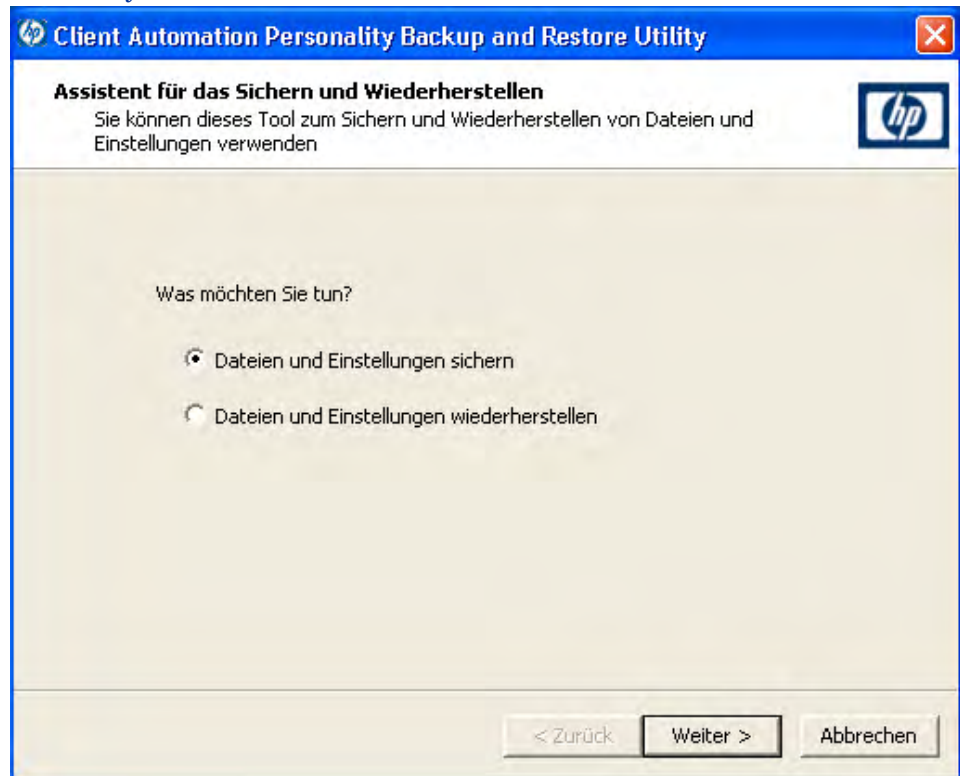 Client Automation Personality Backup and Restore Utility
Assistent für das Sichern und Wiederherstellen
Sie können dieses Tool zum Sichern und Wiederherstellen von Dateien und
Einstellungen verwenden
hp
Was möchten Sie tun?
Dateien und Einstellungen sichern
Dateien und Einstellungen wiederherstellen
< Zurück Weiter > Abbrechen